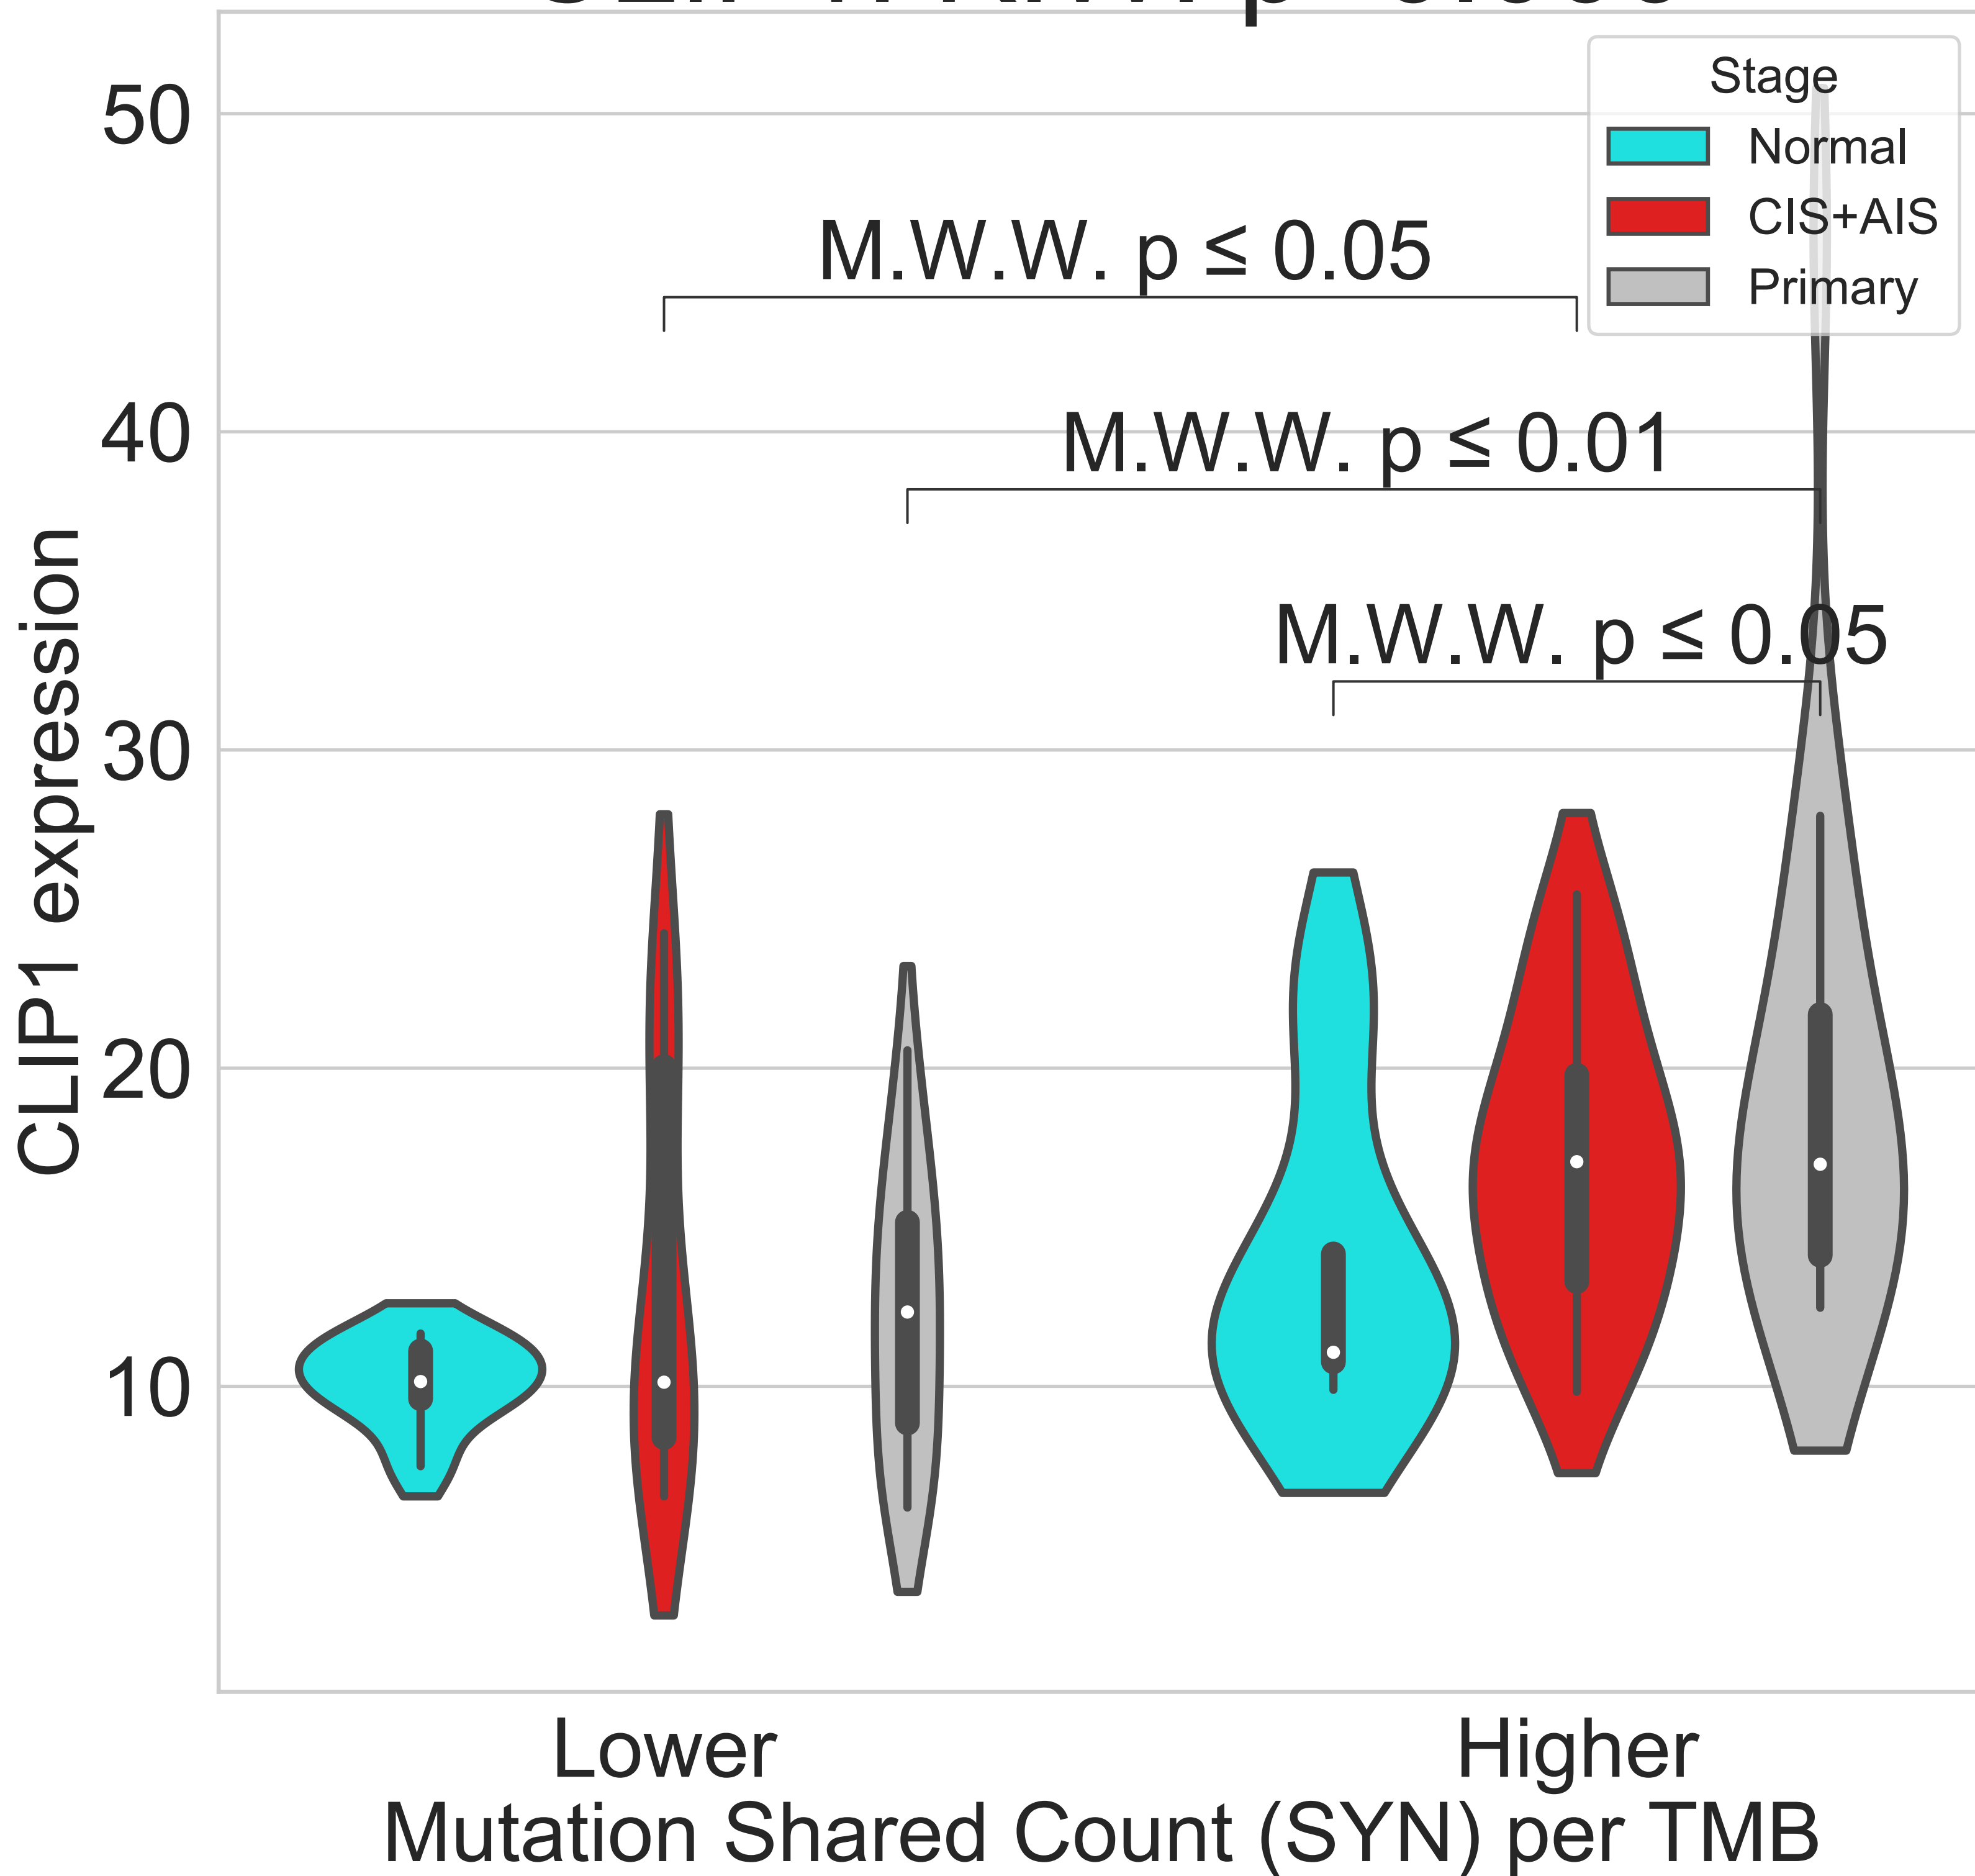 Stage
Normal
CIS+AIS
Primary
50
40
30
20
10
CLIP1 expression
M.W.W. p ≤ 0.05
M.W.W. p ≤ 0.01
M.W.W. p ≤ 0.05
Lower
Higher
Mutation Shared Count (SYN) per TMB